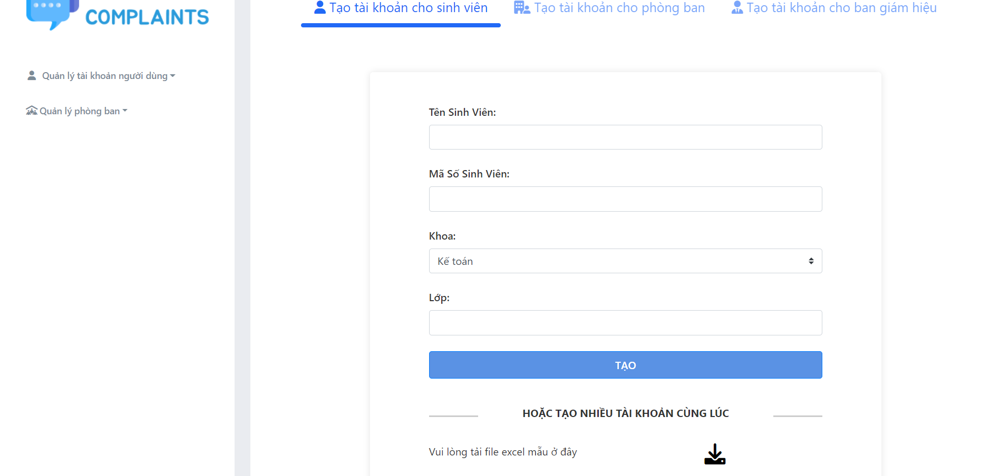 COMPLAINTS
Tạo tài khoản cho sinh viên
Tạo tài khoản cho phòng ban
Tạo tài khoản cho ban giám hiệu
Quản lý tài khoản người dùng
Quản lý phòng ban
Tên Sinh Viên:
Mã Số Sinh Viên:
Khoa:
Kế toán
Lớp:
TẠO
HOẶC TẠO NHIỀU TÀI KHOẢN CÙNG LÚC
Vui lòng tải file excel mẫu ở đây